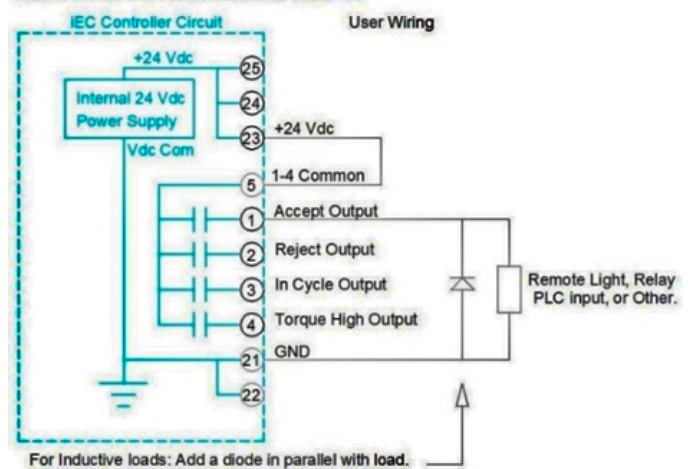 iEC Controller Circuit
User Wiring
+24 Vdc
25
Internal 24 Vdc
Power Supply
24
23
+24 Vdc
Vdc Com
5
1-4 Common
1
Accept Output
2
Reject Output
3
In Cycle Output
4
Torque High Output
Remote Light, Relay
PLC input, or Other.
21
GND
22
For Inductive loads: Add a diode in parallel with load.